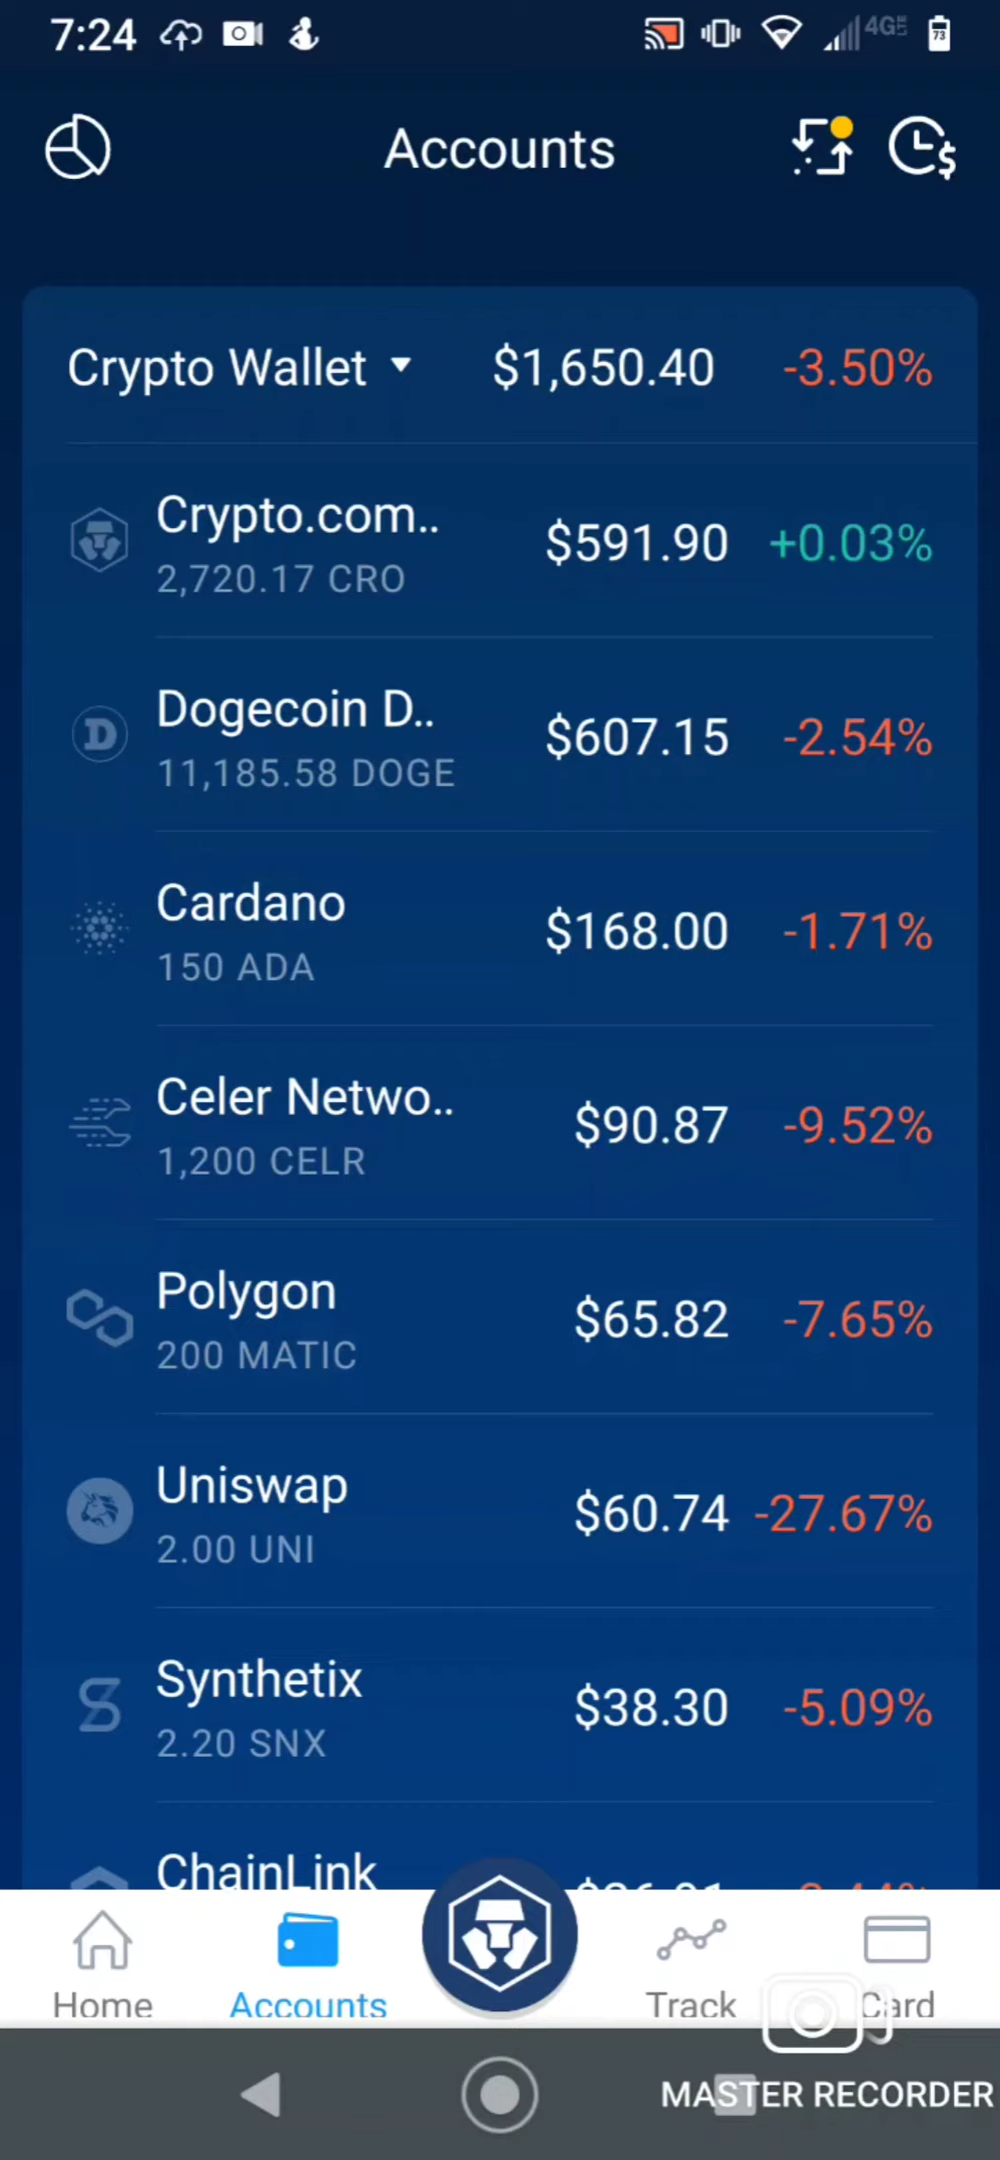 7:24 4GE 73
Accounts
Crypto Wallet $1,650.40 -3.50%
Crypto.com.. $591.90 +0.03%
2,720.17 CRO
Dogecoin D.. $607.15 -2.54%
11,185.58 DOGE
Cardano $168.00 -1.71%
150 ADA
Celer Netwo.. $90.87 -9.52%
1,200 CELR
Polygon $65.82 -7.65%
200 MATIC
Uniswap $60.74 -27.67%
2.00 UNI
Synthetix $38.30 -5.09%
2.20 SNX
ChainLink
Home Accounts Track Card
MASTER RECORDER